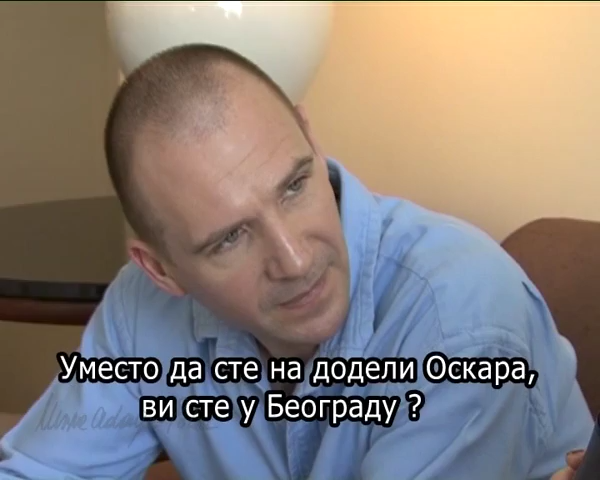 Уместо да сте на додели Оскара,
ви сте у Београду ?